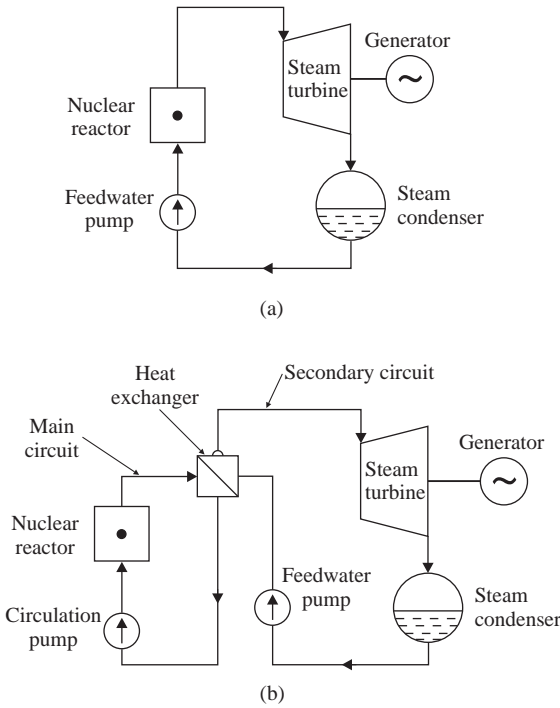 Generator
Steam
turbine
Nuclear
reactor
Feedwater
pump
Steam
condenser
(a)
Heat
exchanger
Secondary circuit
Main
circuit
Generator
Steam
turbine
Nuclear
reactor
Feedwater
pump
Circulation
pump
Steam
condenser
(b)